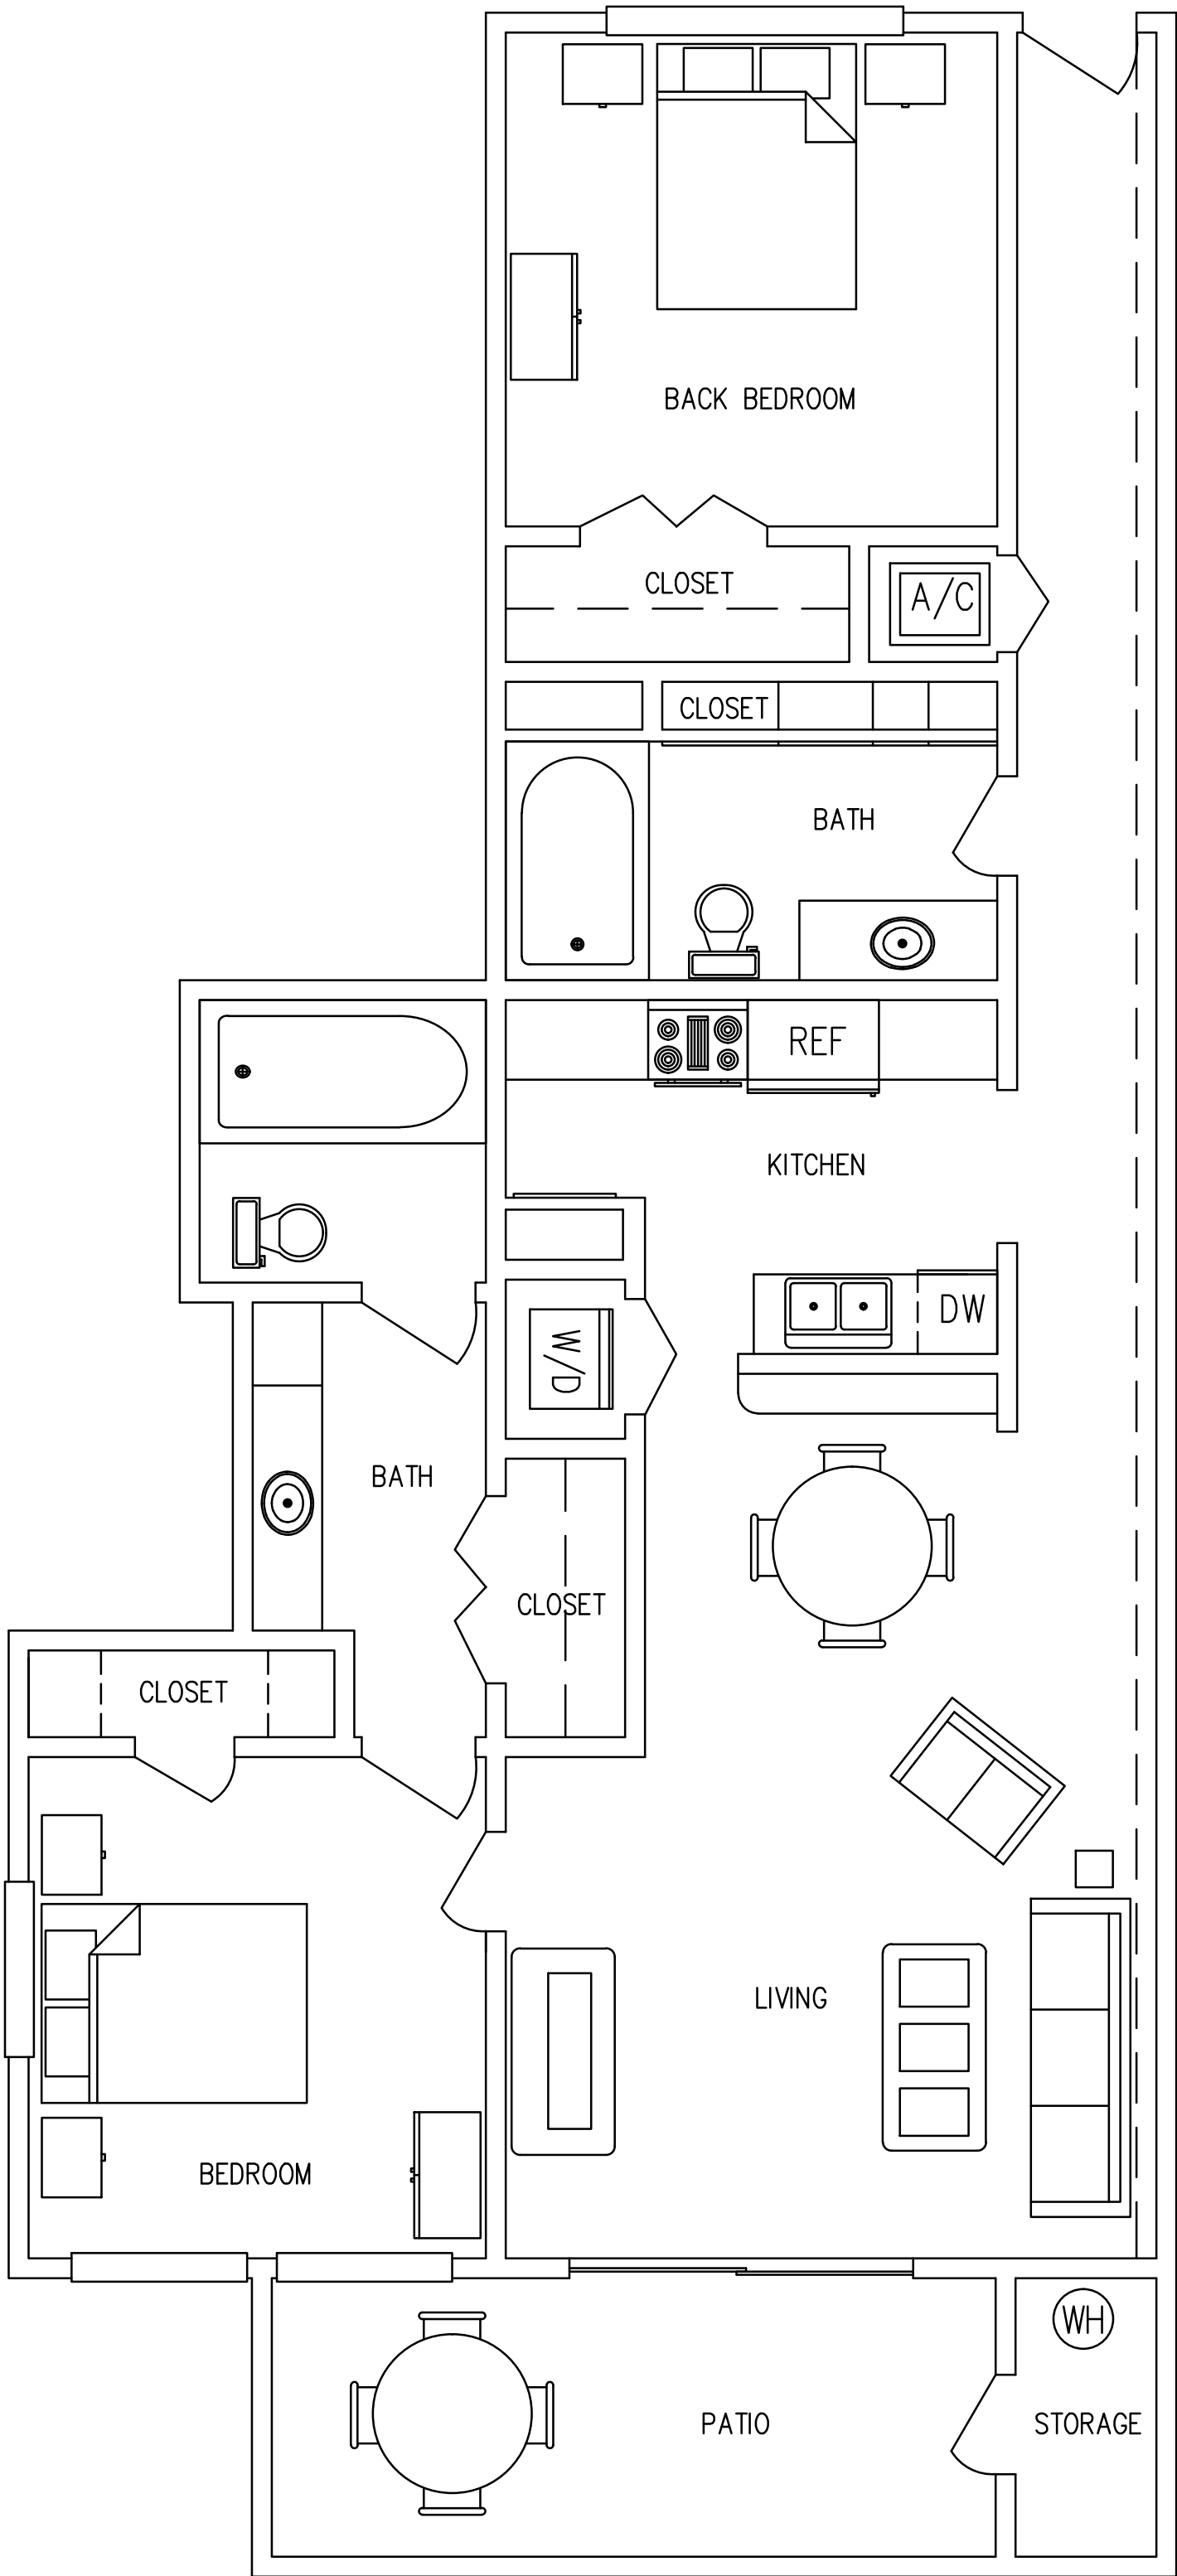 BACK BEDROOM
CLOSET
A/C
CLOSET
BATH
REF
KITCHEN
DW
W/D
BATH
CLOSET
CLOSET
LIVING
BEDROOM
WH
PATIO
STORAGE